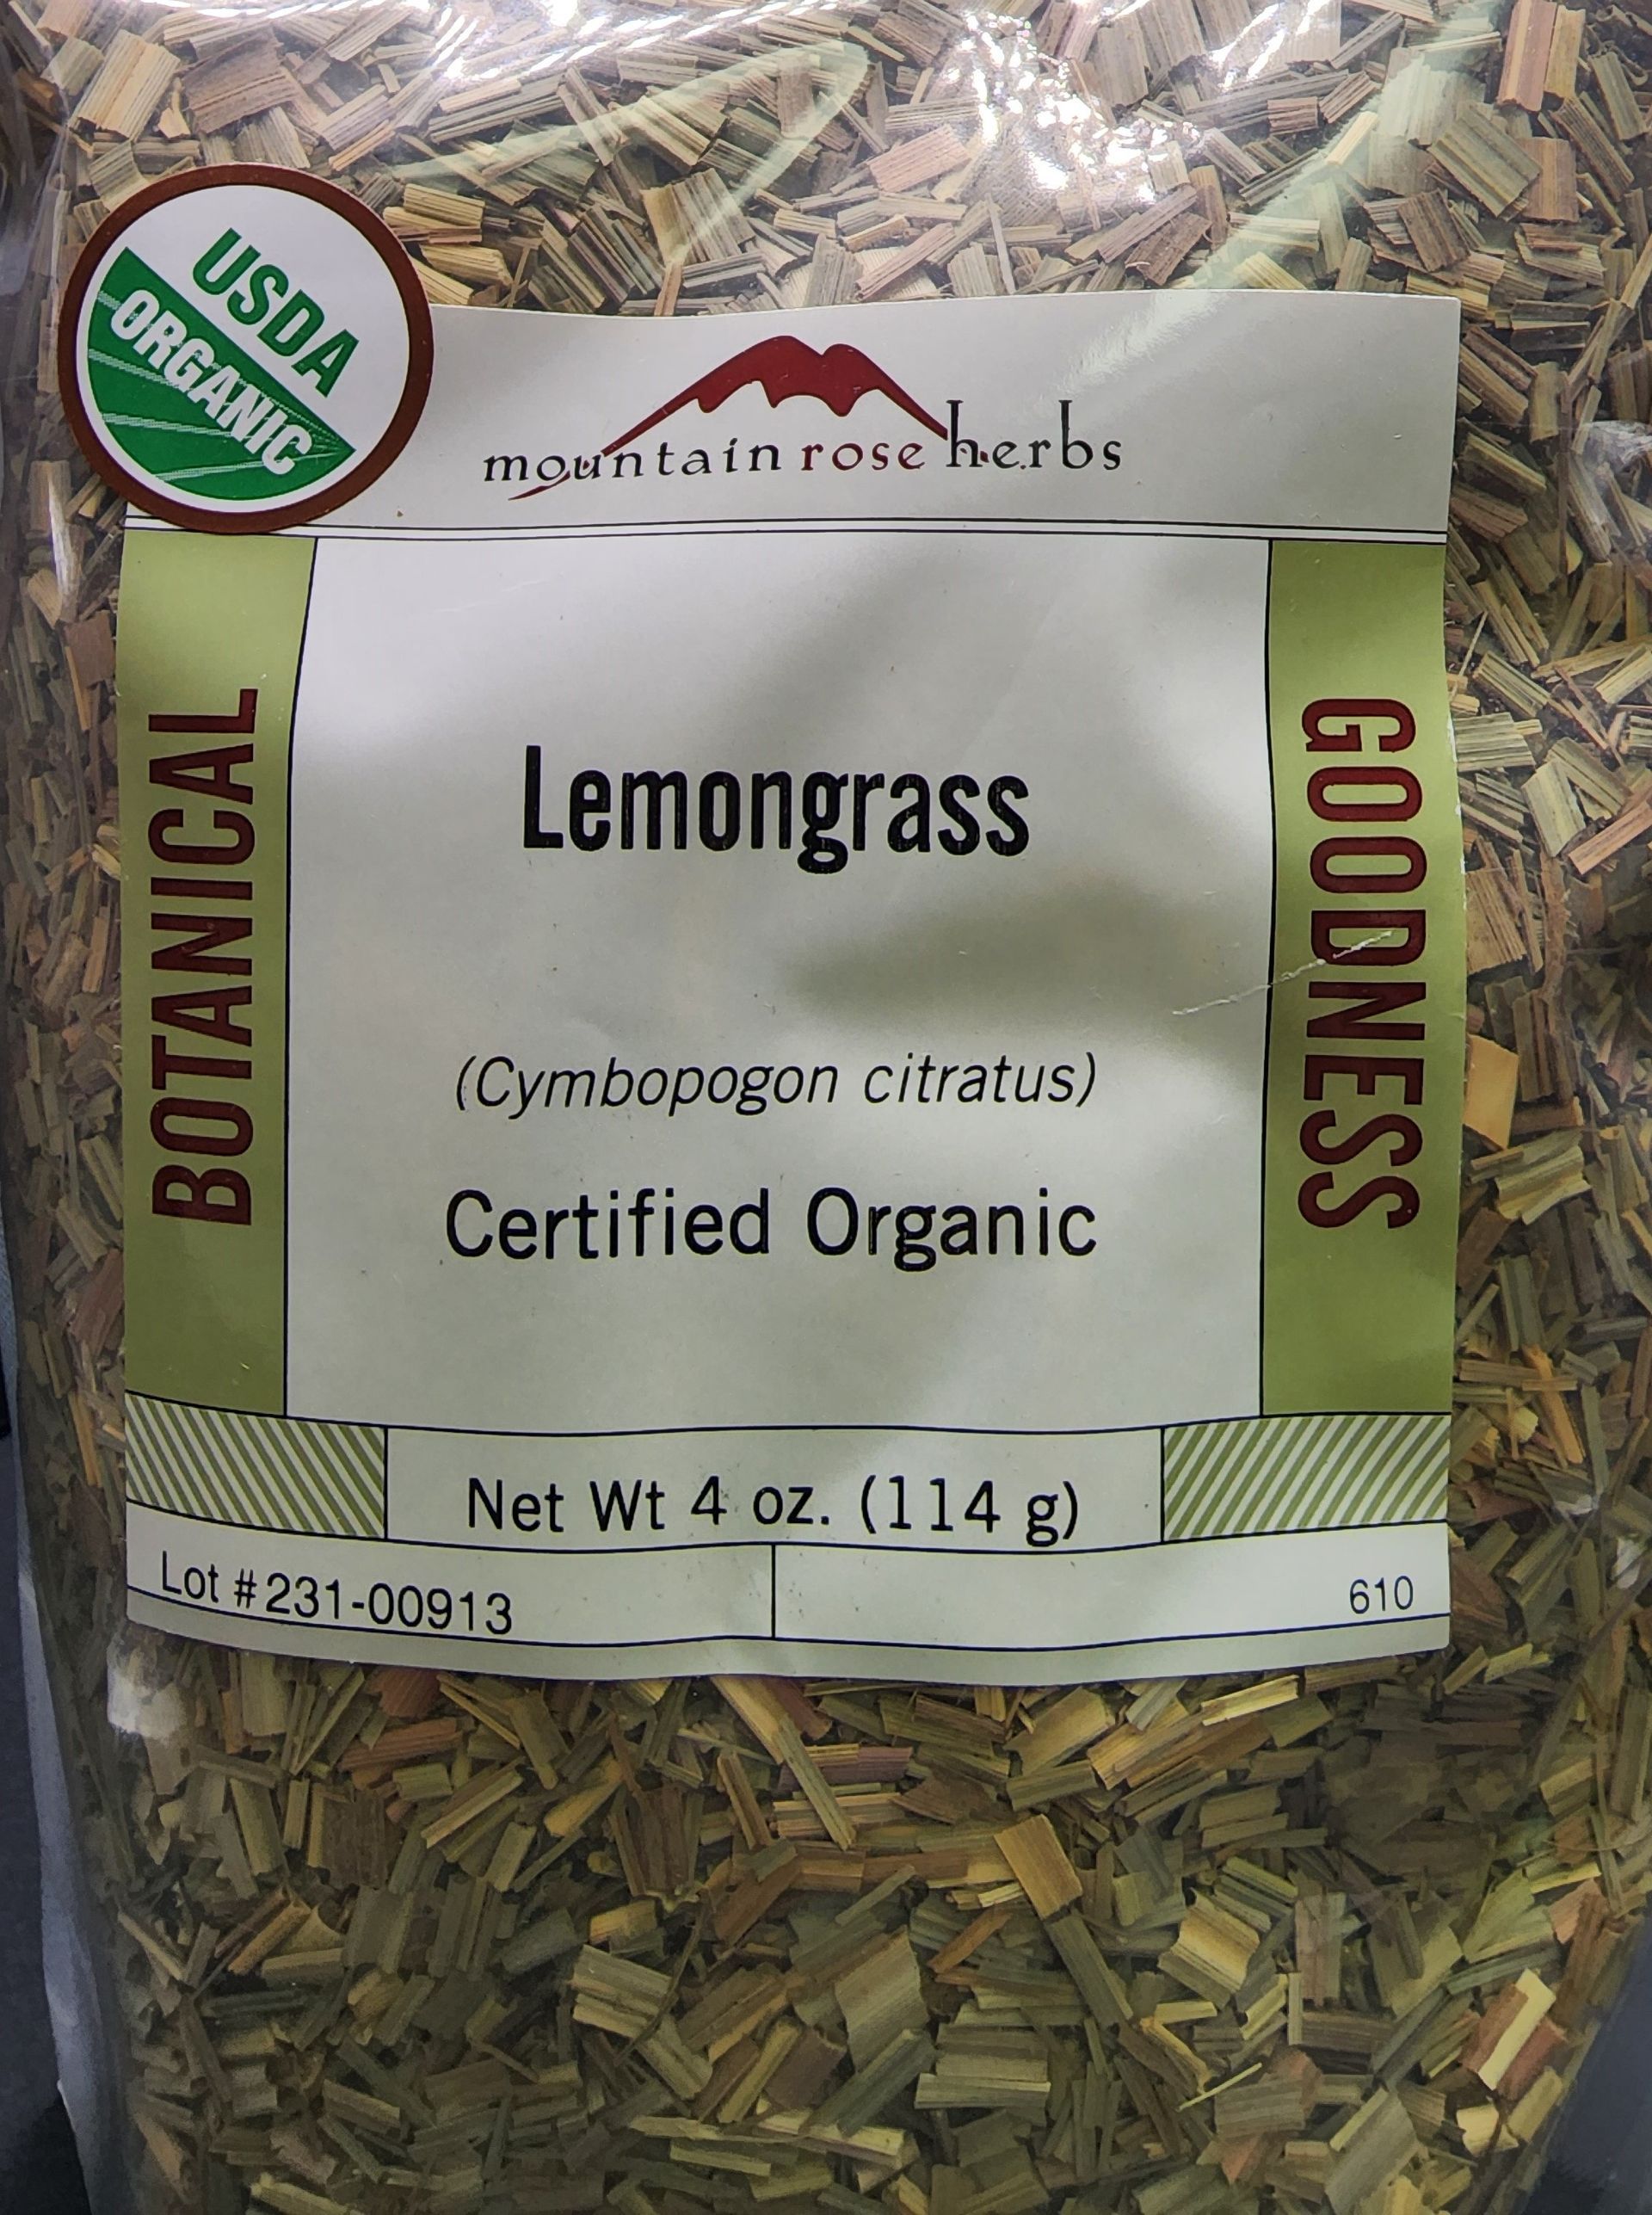 USDA
ORGANIC
mountain rose herbs
BOTANICAL
GOODNESS
Lemongrass
(Cymbopogon citratus)
Certified Organic
Net Wt 4 oz. (114 g)
Lot #231-00913
610